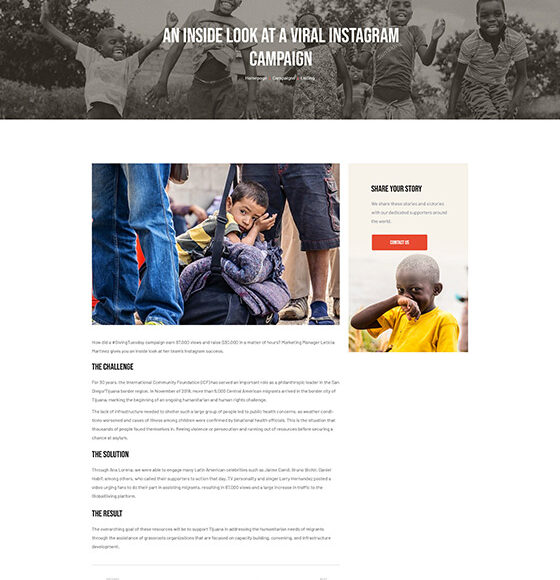 AN INSIDE LOOK AT A VIRAL INSTAGRAM
CAMPAIGN
Homepage Campaigns Listing
SHARE YOUR STORY
We share these stories and victories
with our dedicated supporters around
the world.
CONTACT US
How did a #GivingTuesday campaign earn 87,000 views and raise $30,000 in a matter of hours? Marketing Manager Leticia
Martinez gives you an inside look at her team's Instagram success.
THE CHALLENGE
For 30 years, the International Community Foundation (ICF) has served an important role as a philanthropic leader in the San
Diego/Tijuana border region. In November of 2018, more than 5,000 Central American migrants arrived in the border city of
Tijuana, marking the beginning of an ongoing humanitarian and human rights challenge.
The lack of infrastructure needed to shelter such a large group of people led to public health concerns, as weather condi-
tions worsened and cases of illness among children were confirmed by binational health officials. This is the situation that
thousands of people found themselves in, fleeing violence or persecution and running out of resources before securing a
chance at asylum.
THE SOLUTION
Through Ana Lorena, we were able to engage many Latin American celebrities such as Jaime Camil, Bruno Bichir,
Habit, among others, who called their supporters to action that day. TV personality and singer Larry Hernandez posted a
video urging fans to do their part in assisting migrants, resulting in 87,000 views and a large increase in traffic to the
GlobalGiving platform.
THE RESULT
The overarching goal of these resources will be to support Tijuana in addressing the humanitarian needs of migrants
through the assistance of grassroots organizations that are focused on capacity building, convening, and infrastructure
development.